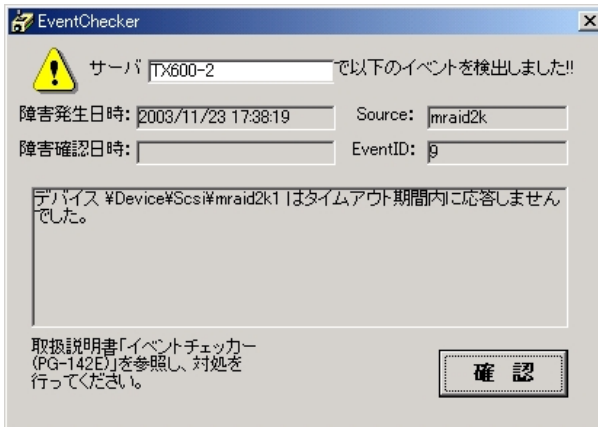 EventChecker
サーバ TX600-2 で以下のイベントを検出しました!!
障害発生日時: 2003/11/23 17:38:19 Source: mraid2k
障害確認日時: EventID: 9
デバイス ¥Device¥Scsi¥mraid2k1 はタイムアウト期間内に応答しません
でした。
取扱説明書「イベントチェッカー
(PG-142E)」を参照し、対処を
行ってください。
確 認